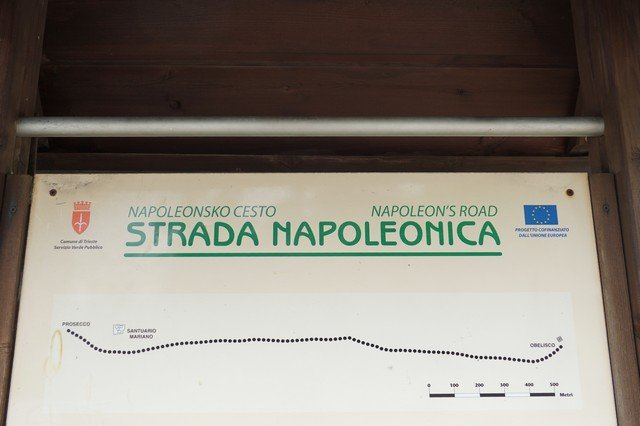 NAPOLEONSKO CESTO
NAPOLEON'S ROAD
STRADA NAPOLEONICA
Comune di Trieste
Servizio Verde Pubblico
PROGETTO COFINANZIATO
DALL'UNIONE EUROPEA
PROSECCO
SANTUARIO
MARIANO
OBELISCO
0 100 200 300 400 500
Metri